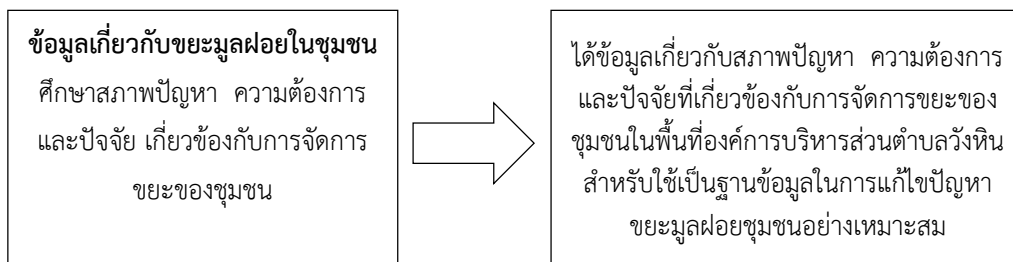 ข้อมูลเกี่ยวกับขยะมูลฝอยในชุมชน
ศึกษาสภาพปัญหา ความต้องการ
และปัจจัย เกี่ยวข้องกับการจัดการ
ขยะของชุมชน
ได้ข้อมูลเกี่ยวกับสภาพปัญหา ความต้องการ
และปัจจัยที่เกี่ยวข้องกับการจัดการขยะของ
ชุมชนในพื้นที่องค์การบริหารส่วนตำบลวังหิน
สำหรับใช้เป็นฐานข้อมูลในการแก้ไขปัญหา
ขยะมูลฝอยชุมชนอย่างเหมาะสม